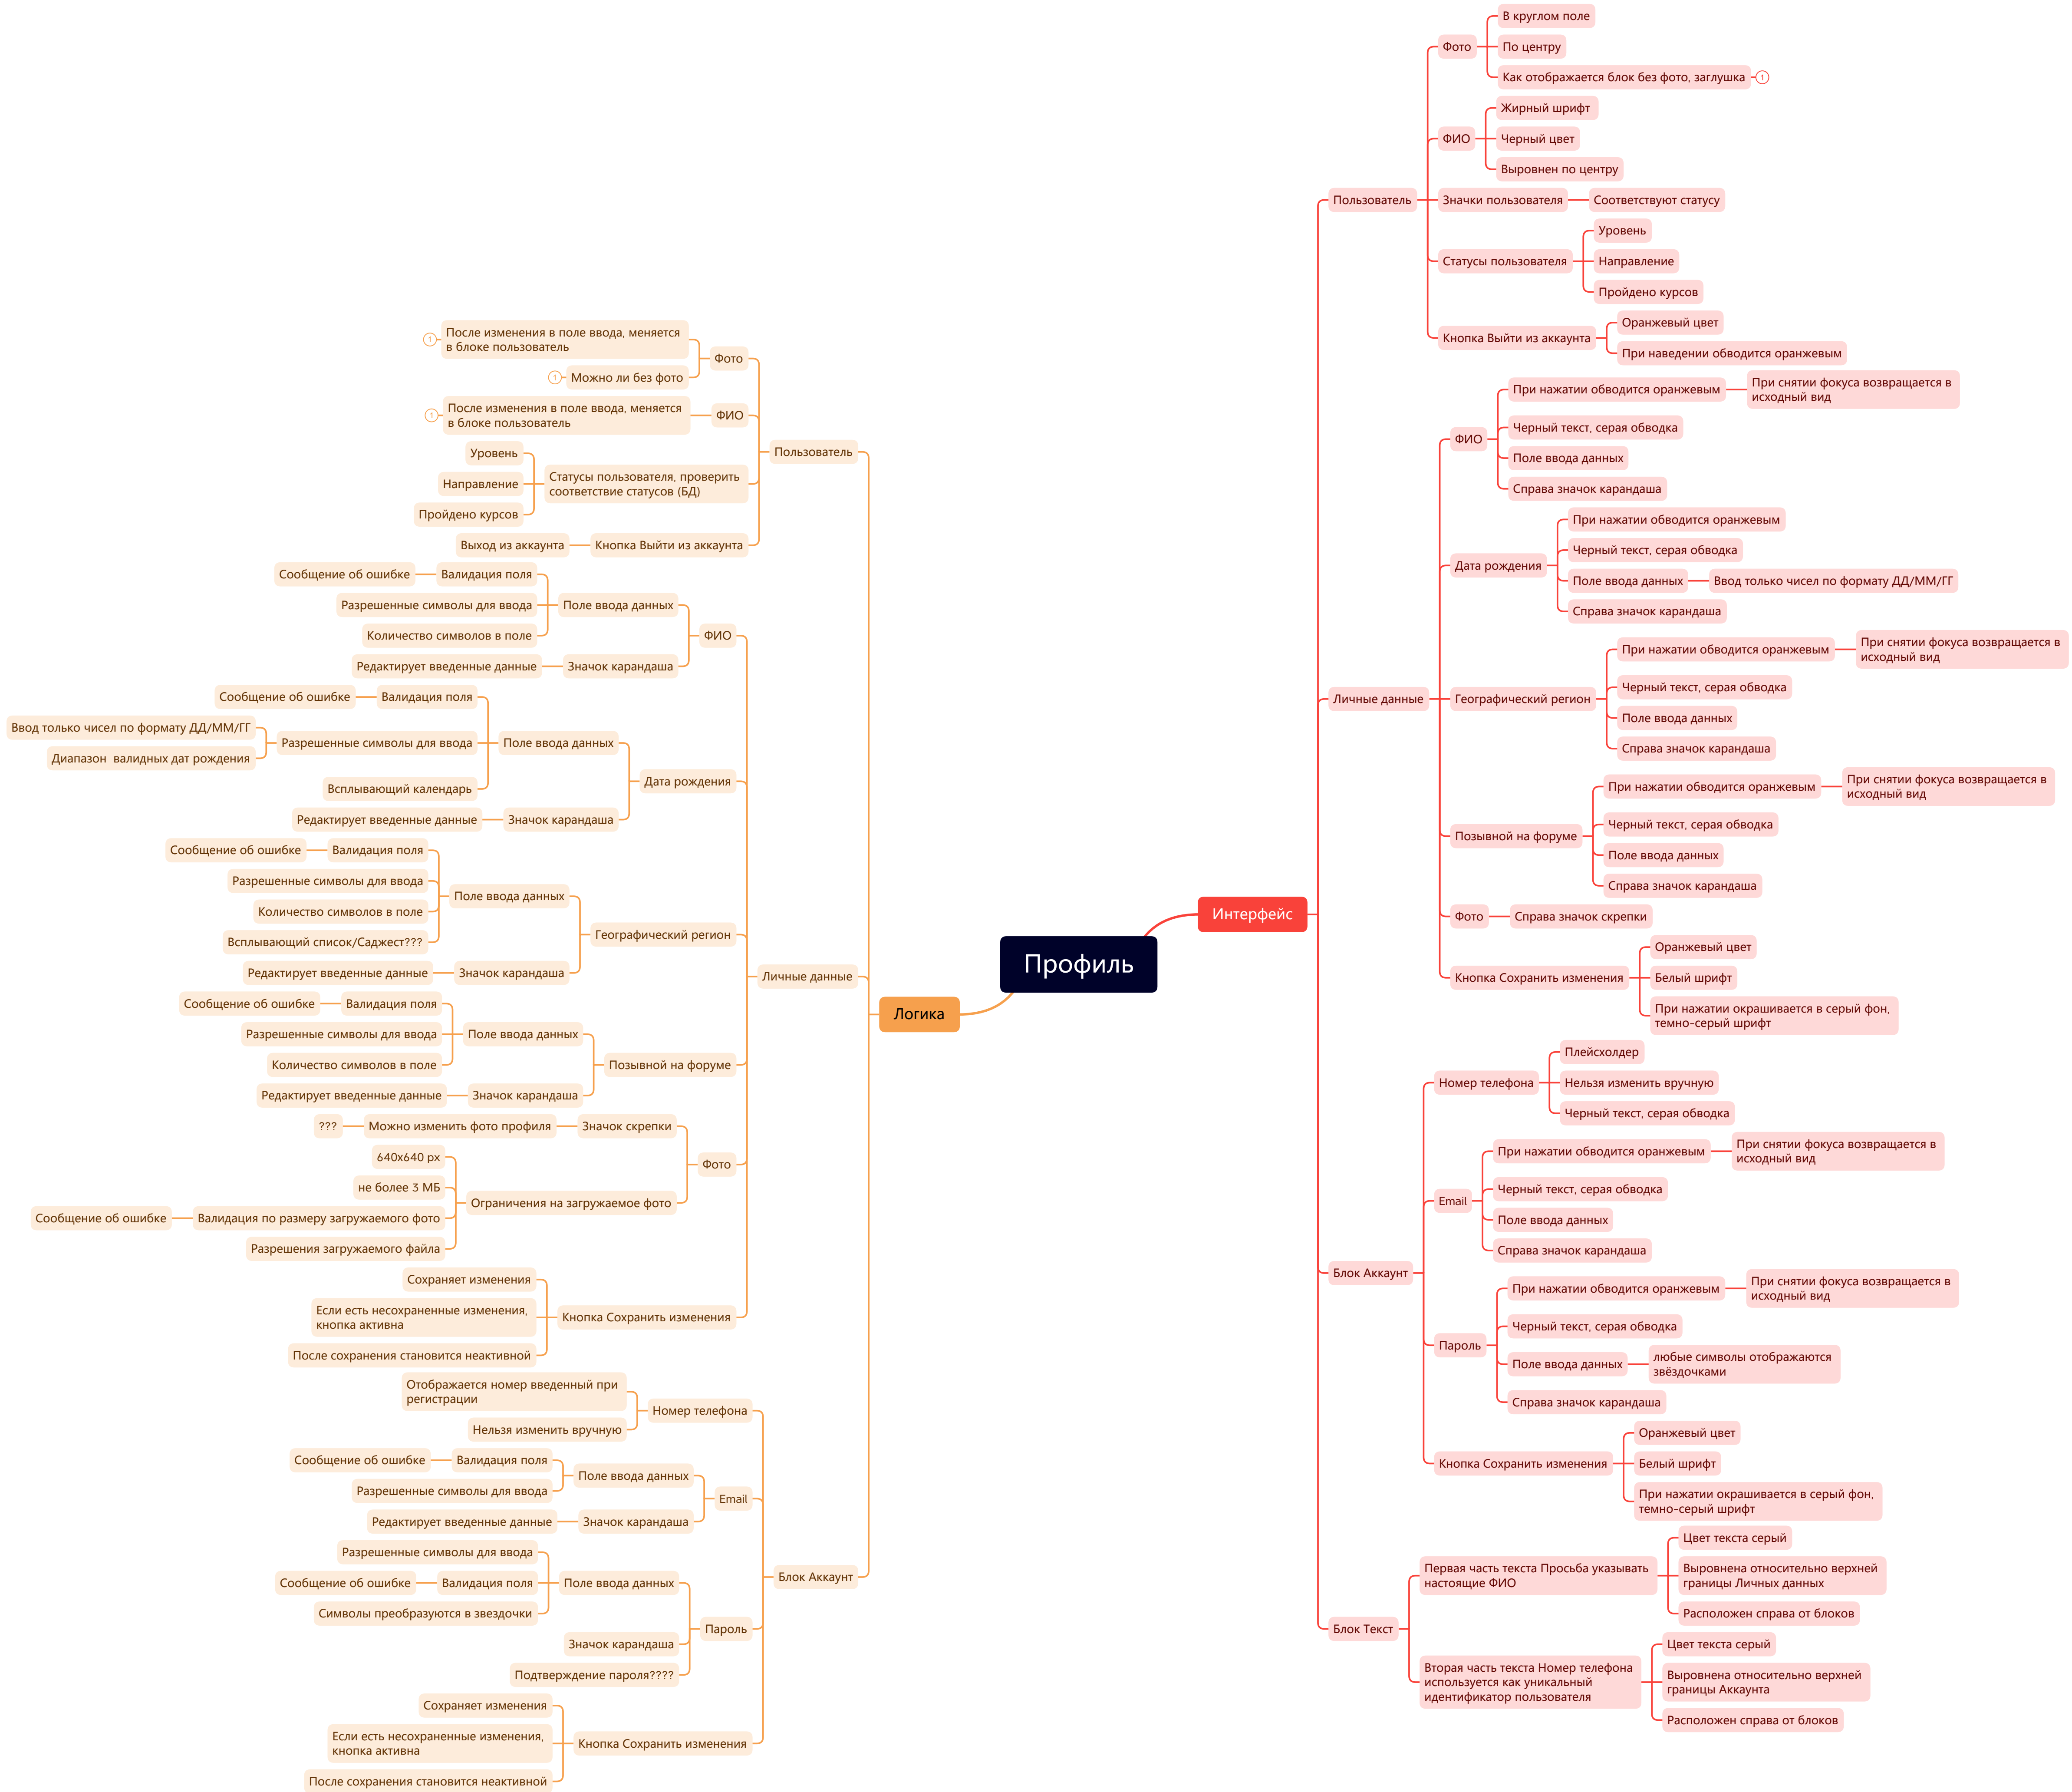 Профиль
Интерфейс
Пользователь
Фото
В круглом поле
По центру
Как отображается блок без фото, заглушка
1
ФИО
Жирный шрифт
Черный цвет
Выровнен по центру
Значки пользователя
Соответствуют статусу
Статусы пользователя
Уровень
Направление
Пройдено курсов
Кнопка Выйти из аккаунта
Оранжевый цвет
При наведении обводится оранжевым
Личные данные
ФИО
При нажатии обводится оранжевым
При снятии фокуса возвращается в
исходный вид
Черный текст, серая обводка
Поле ввода данных
Справа значок карандаша
Дата рождения
При нажатии обводится оранжевым
Черный текст, серая обводка
Поле ввода данных
Ввод только чисел по формату ДД/ММ/ГГ
Справа значок карандаша
Географический регион
При нажатии обводится оранжевым
При снятии фокуса возвращается в
исходный вид
Черный текст, серая обводка
Поле ввода данных
Справа значок карандаша
Позывной на форуме
При нажатии обводится оранжевым
При снятии фокуса возвращается в
исходный вид
Черный текст, серая обводка
Поле ввода данных
Справа значок карандаша
Фото
Справа значок скрепки
Кнопка Сохранить изменения
Оранжевый цвет
Белый шрифт
При нажатии окрашивается в серый фон,
темно-серый шрифт
Блок Аккаунт
Номер телефона
Плейсхолдер
Нельзя изменить вручную
Черный текст, серая обводка
Email
При нажатии обводится оранжевым
При снятии фокуса возвращается в
исходный вид
Черный текст, серая обводка
Поле ввода данных
Справа значок карандаша
Пароль
При нажатии обводится оранжевым
При снятии фокуса возвращается в
исходный вид
Черный текст, серая обводка
Поле ввода данных
любые символы отображаются
звёздочками
Справа значок карандаша
Кнопка Сохранить изменения
Оранжевый цвет
Белый шрифт
При нажатии окрашивается в серый фон,
темно-серый шрифт
Блок Текст
Первая часть текста Просьба указывать
настоящие ФИО
Цвет текста серый
Выровнена относительно верхней
границы Личных данных
Расположен справа от блоков
Вторая часть текста Номер телефона
используется как уникальный
идентификатор пользователя
Цвет текста серый
Выровнена относительно верхней
границы Аккаунта
Расположен справа от блоков
Логика
Пользователь
Фото
После изменения в поле ввода, меняется
в блоке пользователь
1
Можно ли без фото
1
ФИО
После изменения в поле ввода, меняется
в блоке пользователь
1
Статусы пользователя, проверить
соответствие статусов (БД)
Уровень
Направление
Пройдено курсов
Кнопка Выйти из аккаунта
Выход из аккаунта
Личные данные
ФИО
Поле ввода данных
Валидация поля
Сообщение об ошибке
Разрешенные символы для ввода
Количество символов в поле
Значок карандаша
Редактирует введенные данные
Дата рождения
Поле ввода данных
Валидация поля
Сообщение об ошибке
Разрешенные символы для ввода
Ввод только чисел по формату ДД/ММ/ГГ
Диапазон валидных дат рождения
Всплывающий календарь
Значок карандаша
Редактирует введенные данные
Географический регион
Поле ввода данных
Валидация поля
Сообщение об ошибке
Разрешенные символы для ввода
Количество символов в поле
Всплывающий список/Саджест???
Значок карандаша
Редактирует введенные данные
Позывной на форуме
Поле ввода данных
Валидация поля
Сообщение об ошибке
Разрешенные символы для ввода
Количество символов в поле
Значок карандаша
Редактирует введенные данные
Фото
Значок скрепки
Можно изменить фото профиля
???
Ограничения на загружаемое фото
640x640 px
не более 3 МБ
Валидация по размеру загружаемого фото
Сообщение об ошибке
Разрешения загружаемого файла
Кнопка Сохранить изменения
Сохраняет изменения
Если есть несохраненные изменения,
кнопка активна
После сохранения становится неактивной
Блок Аккаунт
Номер телефона
Отображается номер введенный при
регистрации
Нельзя изменить вручную
Email
Поле ввода данных
Валидация поля
Сообщение об ошибке
Разрешенные символы для ввода
Значок карандаша
Редактирует введенные данные
Пароль
Поле ввода данных
Разрешенные символы для ввода
Валидация поля
Сообщение об ошибке
Символы преобразуются в звездочки
Значок карандаша
Подтверждение пароля????
Кнопка Сохранить изменения
Сохраняет изменения
Если есть несохраненные изменения,
кнопка активна
После сохранения становится неактивной